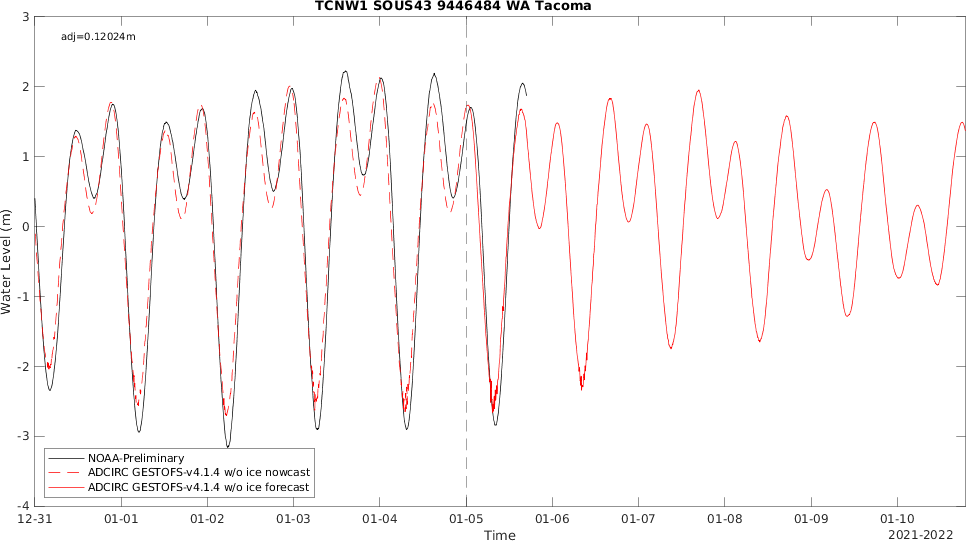 TCNW1 SOUS43 9446484 WA Tacoma
adj=0.12024m
3
2
1
0
-1
-2
-3
-4
Water Level (m)
NOAA-Preliminary
ADCIRC GESTOFS-v4.1.4 w/o ice nowcast
ADCIRC GESTOFS-v4.1.4 w/o ice forecast
12-31 01-01 01-02 01-03 01-04 01-05 01-06 01-07 01-08 01-09 01-10
Time
2021-2022